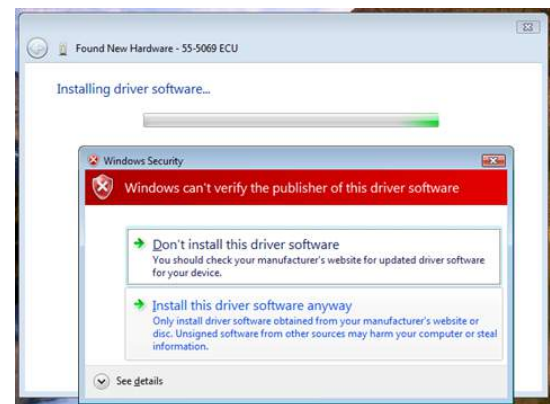 Found New Hardware - 55-5069 ECU
Installing driver software...
Windows Security
Windows can't verify the publisher of this driver software
Don't install this driver software
You should check your manufacturer's website for updated driver software
for your device.
Install this driver software anyway
Only install driver software obtained from your manufacturer's website or
disc. Unsigned software from other sources may harm your computer or steal
information.
See details